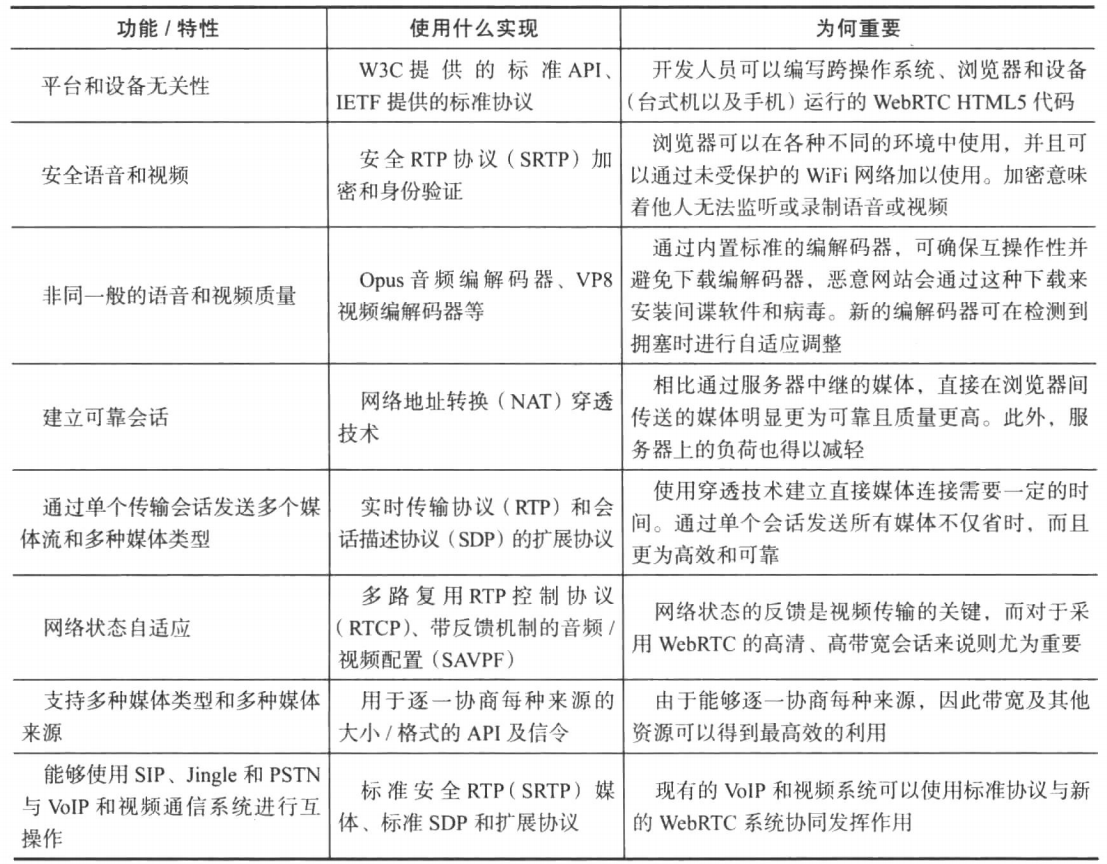 功能 / 特性
使用什么实现
为何重要
平台和设备无关性
W3C 提供的标准 API、
IETF 提供的标准协议
开发人员可以编写跨操作系统、浏览器和设备
（台式机以及手机）运行的 WebRTC HTML5 代码
安全语音和视频
安全 RTP 协议（SRTP）加
密和身份验证
浏览器可以在各种不同的环境中使用，并且可
以通过未受保护的 WiFi 网络加以使用。加密意味
着他人无法监听或录制语音或视频
非同一般的语音和视频质量
Opus 音频编解码器、VP8
视频编解码器等
通过内置标准的编解码器，可确保互操作性并
避免下载编解码器，恶意网站会通过这种下载来
安装间谍软件和病毒。新的编解码器可在检测到
拥塞时进行自适应调整
建立可靠会话
网络地址转换（NAT）穿透
技术
相比通过服务器中继的媒体，直接在浏览器间
传送的媒体明显更为可靠且质量更高。此外，服
务器上的负荷也得以减轻
通过单个传输会话发送多个媒
体流和多种媒体类型
实时传输协议（RTP）和会
话描述协议（SDP）的扩展协议
使用穿透技术建立直接媒体连接需要一定的时
间。通过单个会话发送所有媒体不仅省时，而且
更为高效和可靠
网络状态自适应
多路复用 RTP 控制协议
（RTCP）、带反馈机制的音频 /
视频配置（SAVPF）
网络状态的反馈是视频传输的关键，而对于采
用 WebRTC 的高清、高带宽会话来说则尤为重要
支持多种媒体类型和多种媒体
来源
用于逐一协商每种来源的
大小 / 格式的 API 及信令
由于能够逐一协商每种来源，因此带宽及其他
资源可以得到最高效的利用
能够使用 SIP、Jingle 和 PSTN
与 VoIP 和视频通信系统进行互
操作
标准安全 RTP（SRTP）媒
体、标准 SDP 和扩展协议
现有的 VoIP 和视频系统可以使用标准协议与新
的 WebRTC 系统协同发挥作用